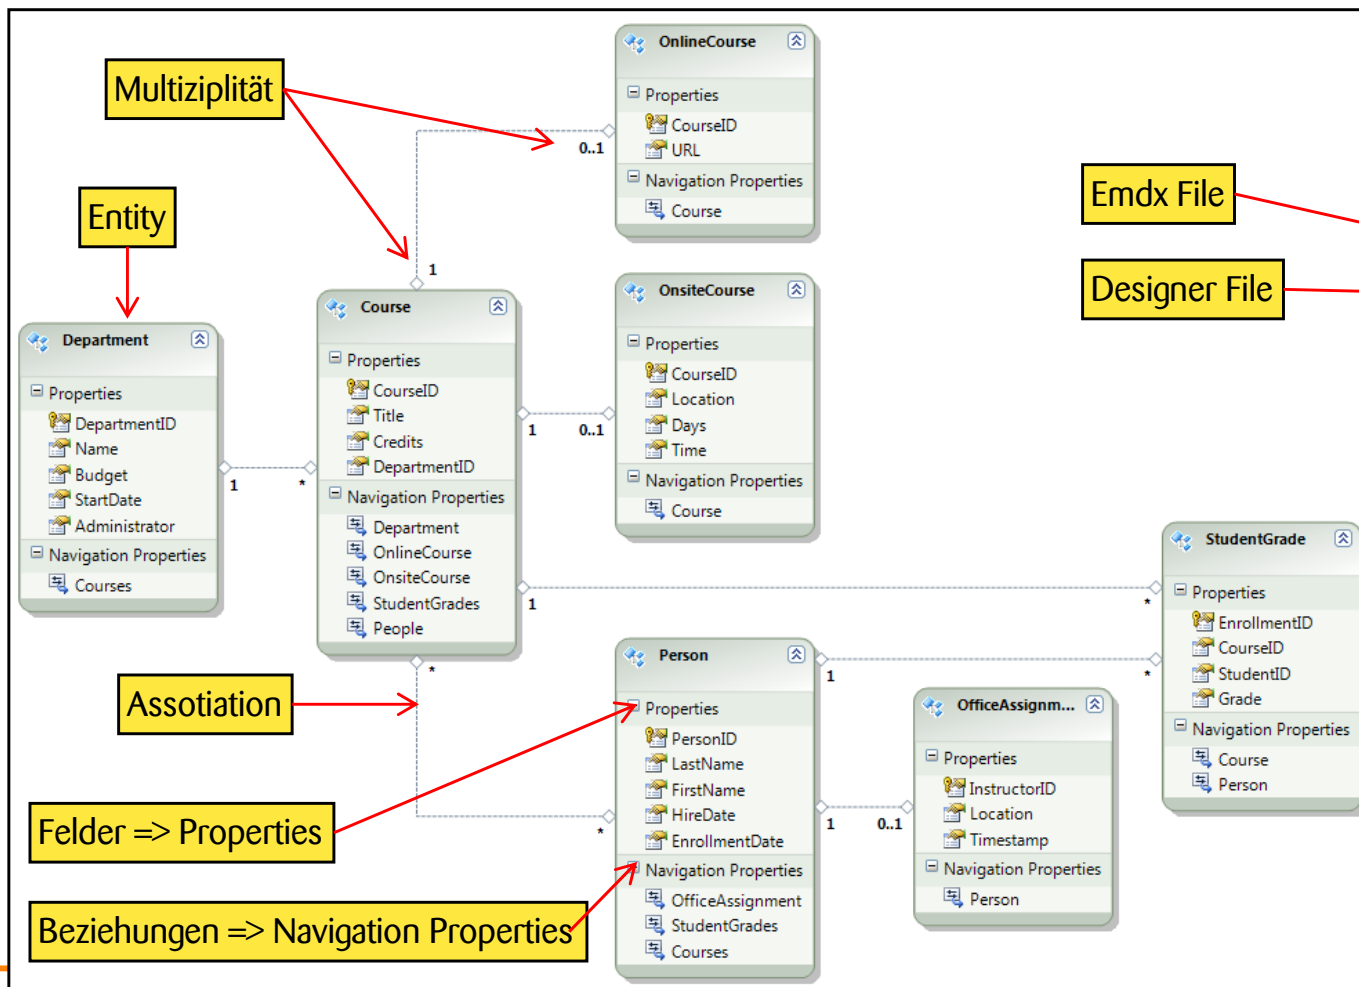 Multiziplität
Entity
Emdx File
Designer File
Assotiation
Felder => Properties
Beziehungen => Navigation Properties
OnlineCourse
Properties
CourseID
URL
Navigation Properties
Course
0..1
1
Department
Properties
DepartmentID
Name
Budget
StartDate
Administrator
Navigation Properties
Courses
1
*
Course
Properties
CourseID
Title
Credits
DepartmentID
Navigation Properties
Department
OnlineCourse
OnsiteCourse
StudentGrades
People
1
0..1
OnsiteCourse
Properties
CourseID
Location
Days
Time
Navigation Properties
Course
1
*
*
*
Person
Properties
PersonID
LastName
FirstName
HireDate
EnrollmentDate
Navigation Properties
OfficeAssignment
StudentGrades
Courses
1
*
1
0..1
OfficeAssignm...
Properties
InstructorID
Location
Timestamp
Navigation Properties
Person
StudentGrade
Properties
EnrollmentID
CourseID
StudentID
Grade
Navigation Properties
Course
Person